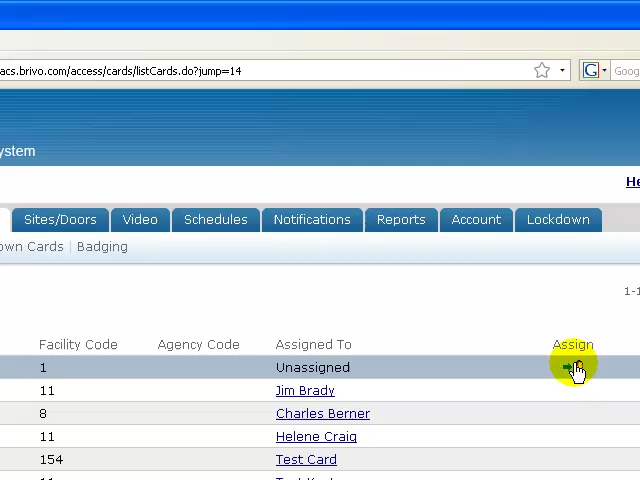 acs.brivo.com/access/cards/listCards.do?jump=14
G Goog
ystem
He
Sites/Doors Video Schedules Notifications Reports Account Lockdown
own Cards | Badging
1-1
Facility Code Agency Code Assigned To Assign
1 Unassigned
11 Jim Brady
8 Charles Berner
11 Helene Craig
154 Test Card